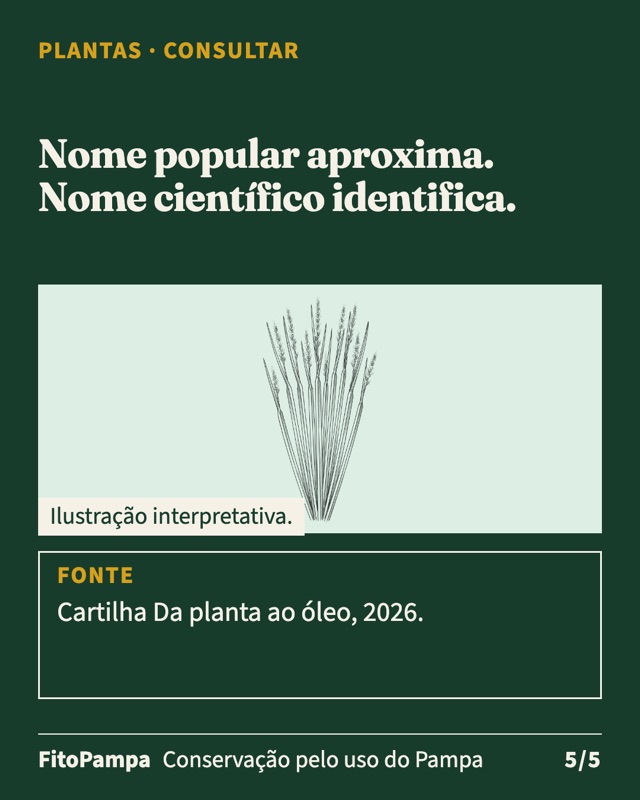 PLANTAS · CONSULTAR
Nome popular aproxima.
Nome científico identifica.
Ilustração interpretativa.
FONTE
Cartilha Da planta ao óleo, 2026.
FitoPampa Conservação pelo uso do Pampa 5/5